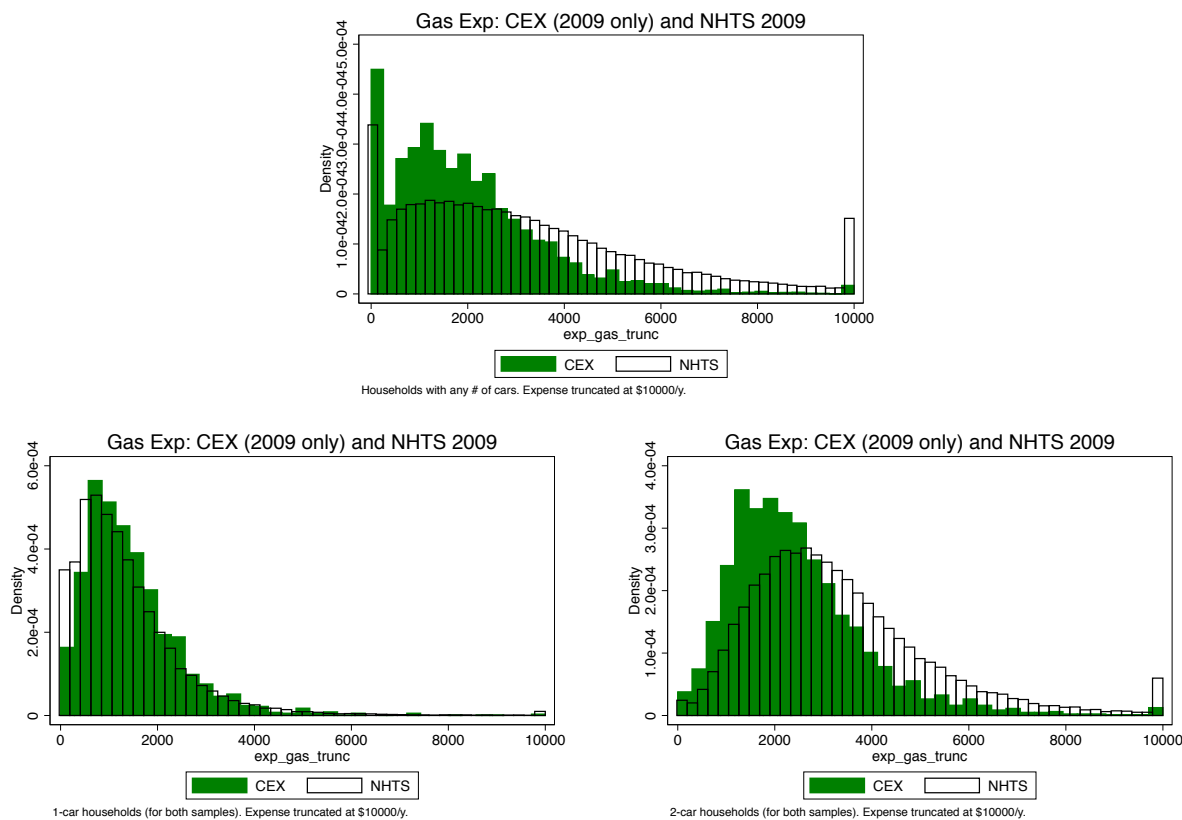 Gas Exp: CEX (2009 only) and NHTS 2009
Density
0 1.0e-04 2.0e-04 3.0e-04 4.0e-04 5.0e-04
0 2000 4000 6000 8000 10000
exp_gas_trunc
CEX NHTS
Households with any # of cars. Expense truncated at $10000/y.
Gas Exp: CEX (2009 only) and NHTS 2009
Density
0 2.0e-04 4.0e-04 6.0e-04
0 2000 4000 6000 8000 10000
exp_gas_trunc
CEX NHTS
1-car households (for both samples). Expense truncated at $10000/y.
Gas Exp: CEX (2009 only) and NHTS 2009
Density
0 1.0e-04 2.0e-04 3.0e-04 4.0e-04
0 2000 4000 6000 8000 10000
exp_gas_trunc
CEX NHTS
2-car households (for both samples). Expense truncated at $10000/y.